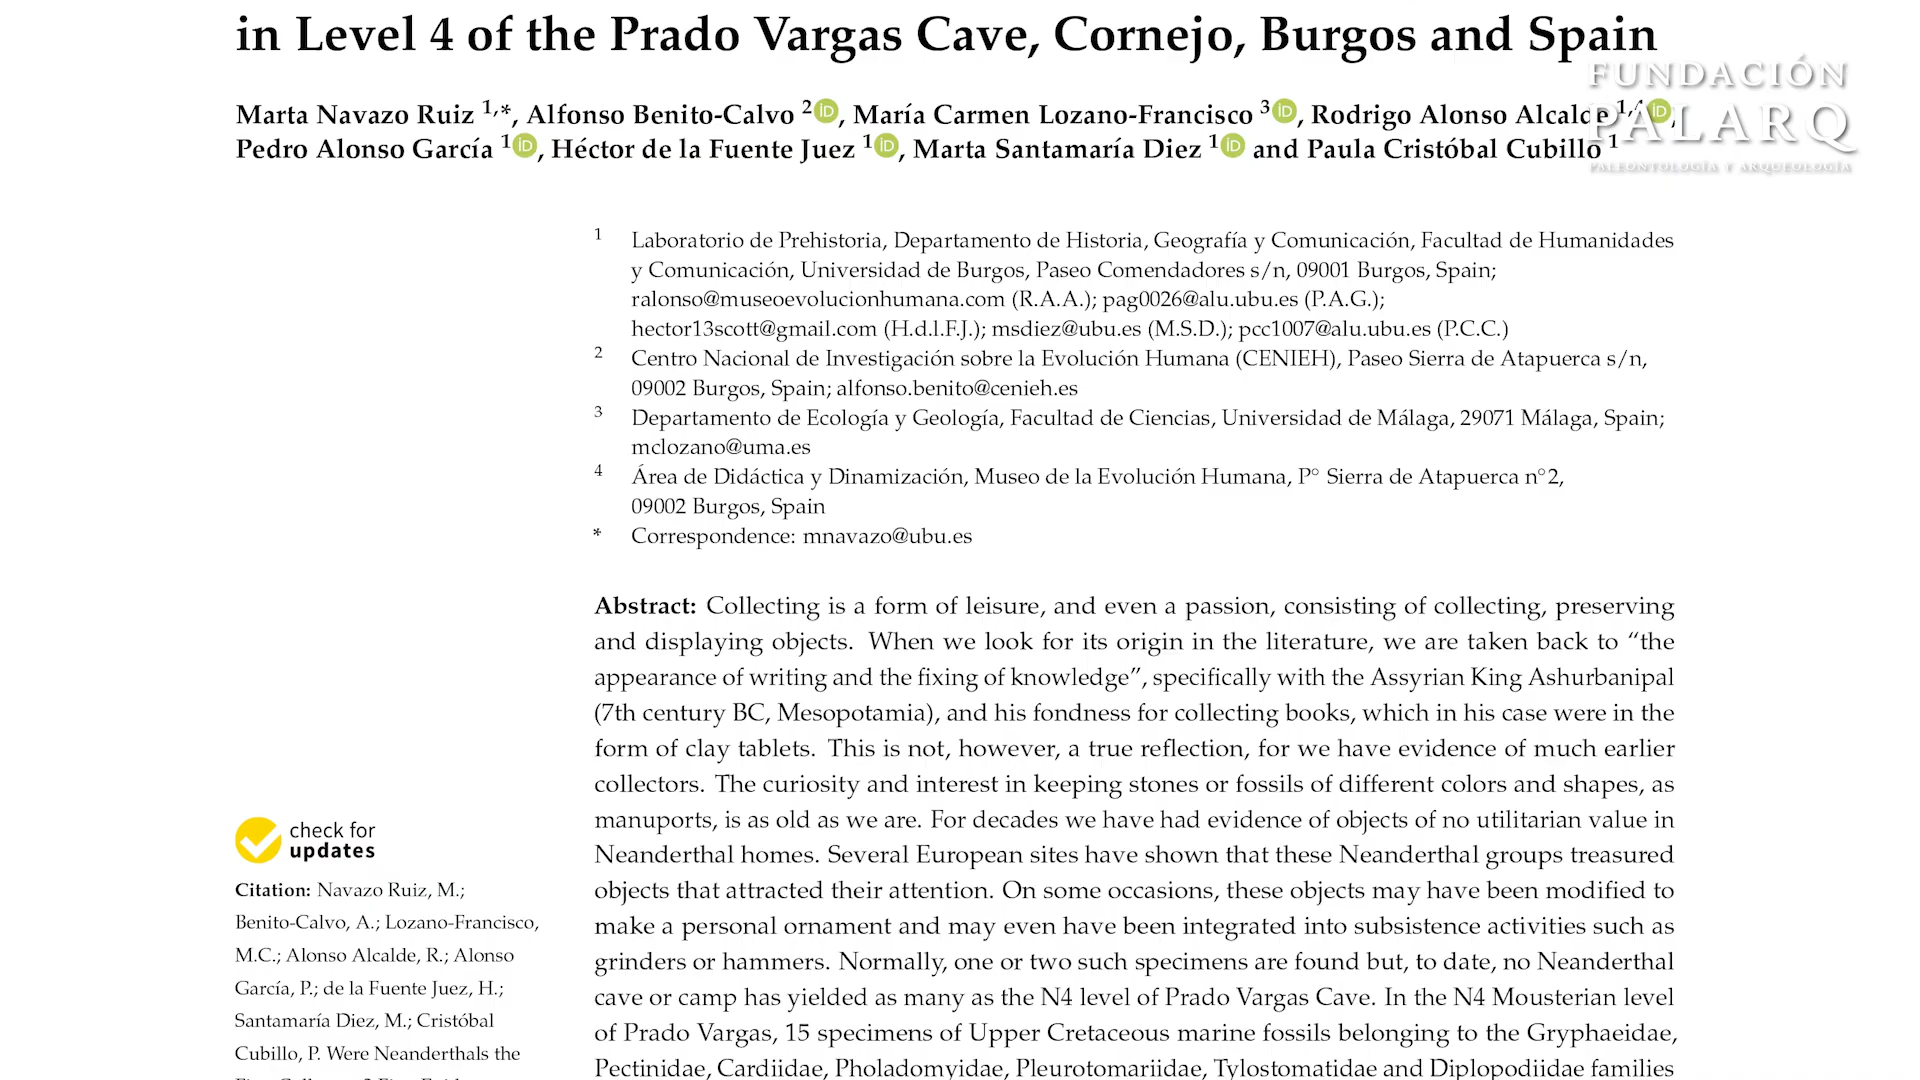 in Level 4 of the Prado Vargas Cave, Cornejo, Burgos and Spain
FUNDACIÓN
PALARQ
PALEONTOLOGÍA Y ARQUEOLOGÍA
Marta Navazo Ruiz 1,*, Alfonso Benito-Calvo 2 iD, María Carmen Lozano-Francisco 3 iD, Rodrigo Alonso Alcalde 1,4 iD,
Pedro Alonso García 1 iD, Héctor de la Fuente Juez 1 iD, Marta Santamaría Diez 1 iD and Paula Cristóbal Cubillo 1
1 Laboratorio de Prehistoria, Departamento de Historia, Geografía y Comunicación, Facultad de Humanidades
y Comunicación, Universidad de Burgos, Paseo Comendadores s/n, 09001 Burgos, Spain;
ralonso@museoevolucionhumana.com (R.A.A.); pag0026@alu.ubu.es (P.A.G.);
hector13scott@gmail.com (H.d.l.F.J.); msdiez@ubu.es (M.S.D.); pcc1007@alu.ubu.es (P.C.C.)
2 Centro Nacional de Investigación sobre la Evolución Humana (CENIEH), Paseo Sierra de Atapuerca s/n,
09002 Burgos, Spain; alfonso.benito@cenieh.es
3 Departamento de Ecología y Geología, Facultad de Ciencias, Universidad de Málaga, 29071 Málaga, Spain;
mclozano@uma.es
4 Área de Didáctica y Dinamización, Museo de la Evolución Humana, P° Sierra de Atapuerca n°2,
09002 Burgos, Spain
* Correspondence: mnavazo@ubu.es
Abstract: Collecting is a form of leisure, and even a passion, consisting of collecting, preserving
and displaying objects. When we look for its origin in the literature, we are taken back to “the
appearance of writing and the fixing of knowledge”, specifically with the Assyrian King Ashurbanipal
(7th century BC, Mesopotamia), and his fondness for collecting books, which in his case were in the
form of clay tablets. This is not, however, a true reflection, for we have evidence of much earlier
collectors. The curiosity and interest in keeping stones or fossils of different colors and shapes, as
manuports, is as old as we are. For decades we have had evidence of objects of no utilitarian value in
Neanderthal homes. Several European sites have shown that these Neanderthal groups treasured
objects that attracted their attention. On some occasions, these objects may have been modified to
make a personal ornament and may even have been integrated into subsistence activities such as
grinders or hammers. Normally, one or two such specimens are found but, to date, no Neanderthal
cave or camp has yielded as many as the N4 level of Prado Vargas Cave. In the N4 Mousterian level
of Prado Vargas, 15 specimens of Upper Cretaceous marine fossils belonging to the Gryphaeidae,
Pectinidae, Cardiidae, Pholadomyidae, Pleurotomariidae, Tylostomatidae and Diplopodiidae families
check for
updates
Citation: Navazo Ruiz, M.;
Benito-Calvo, A.; Lozano-Francisco,
M.C.; Alonso Alcalde, R.; Alonso
García, P.; de la Fuente Juez, H.;
Santamaría Diez, M.; Cristóbal
Cubillo, P. Were Neanderthals the